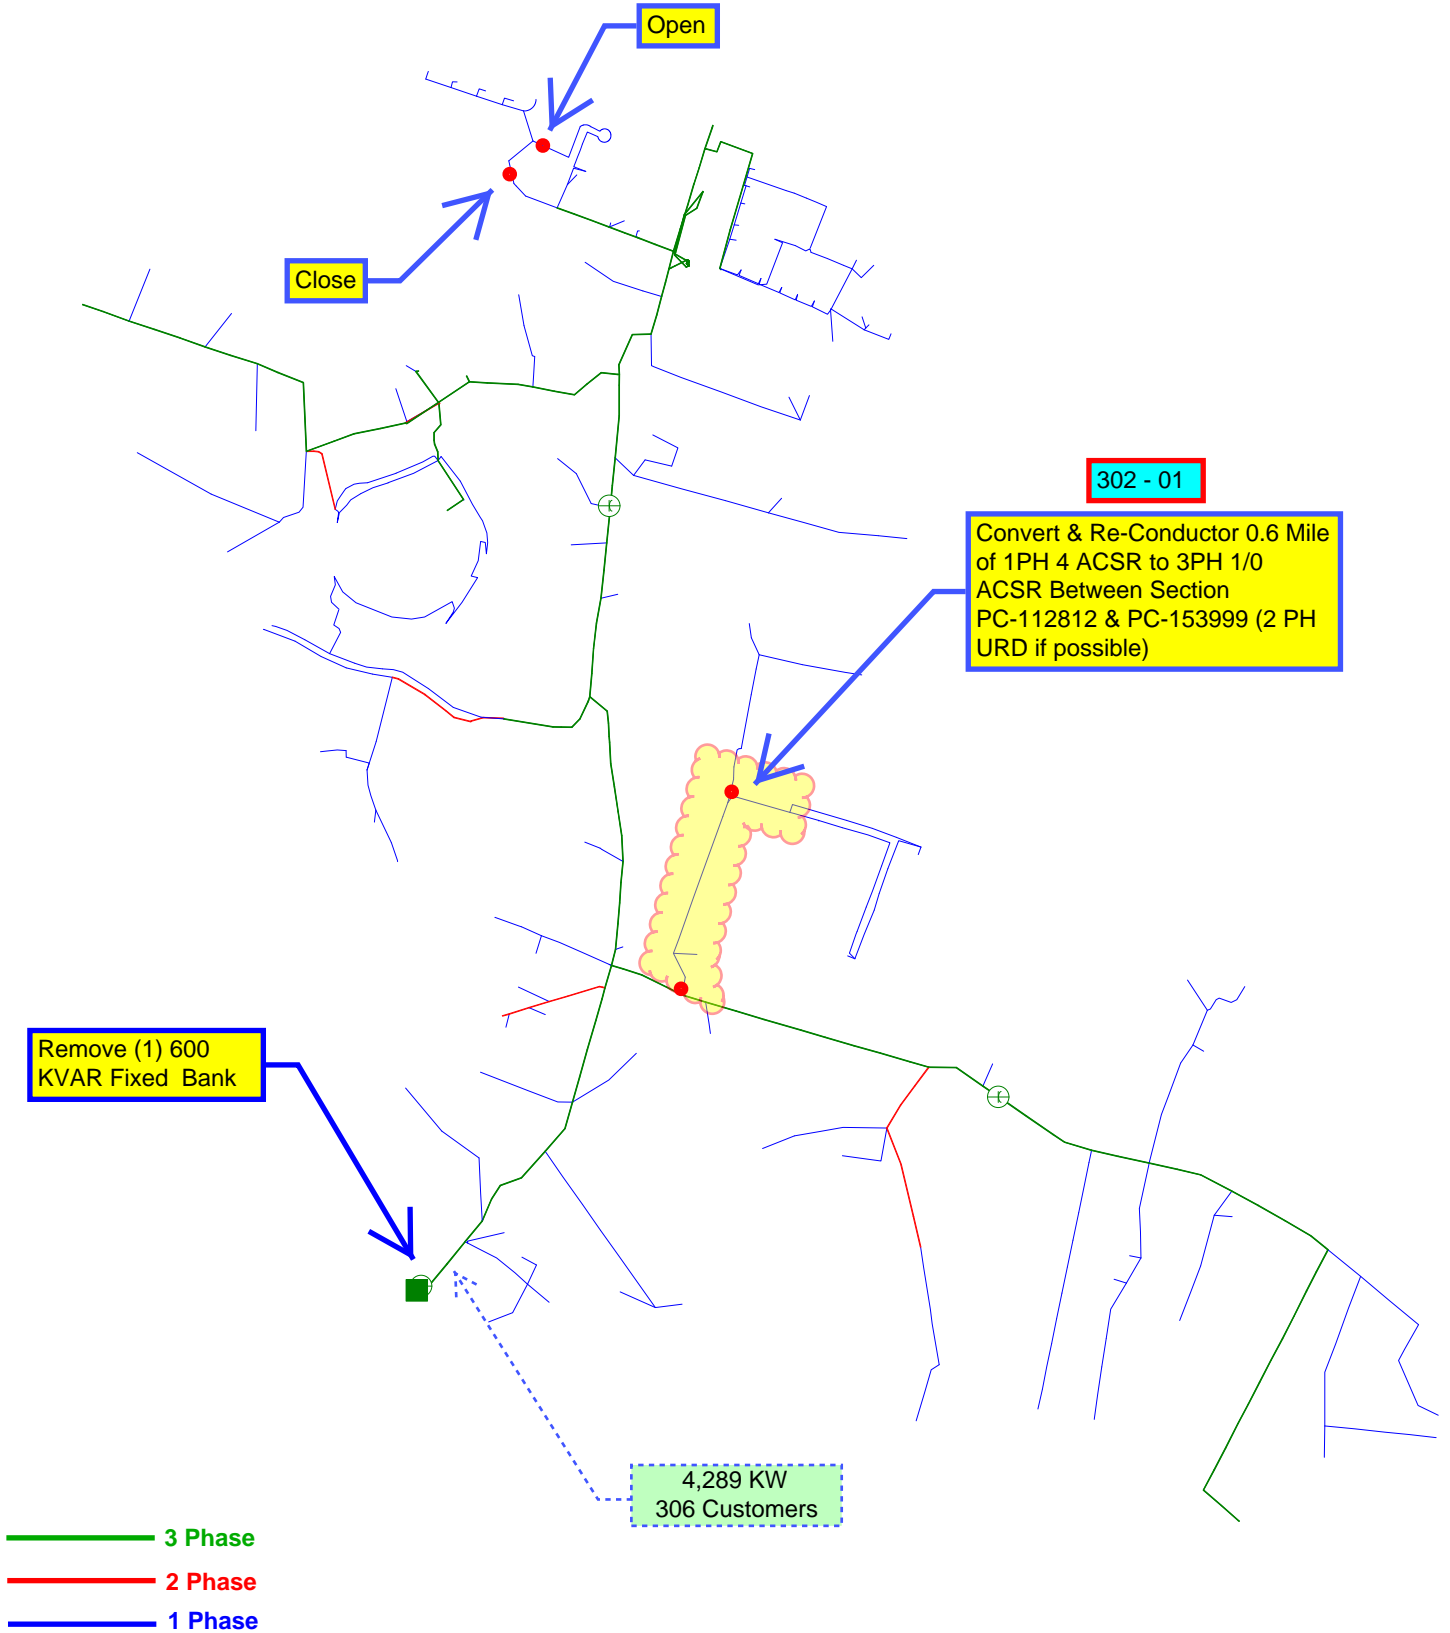 Open
Close
302 - 01
Convert & Re-Conductor 0.6 Mile
of 1PH 4 ACSR to 3PH 1/0
ACSR Between Section
PC-112812 & PC-153999 (2 PH
URD if possible)
Remove (1) 600
KVAR Fixed  Bank
4,289 KW
306 Customers
3 Phase
2 Phase
1 Phase